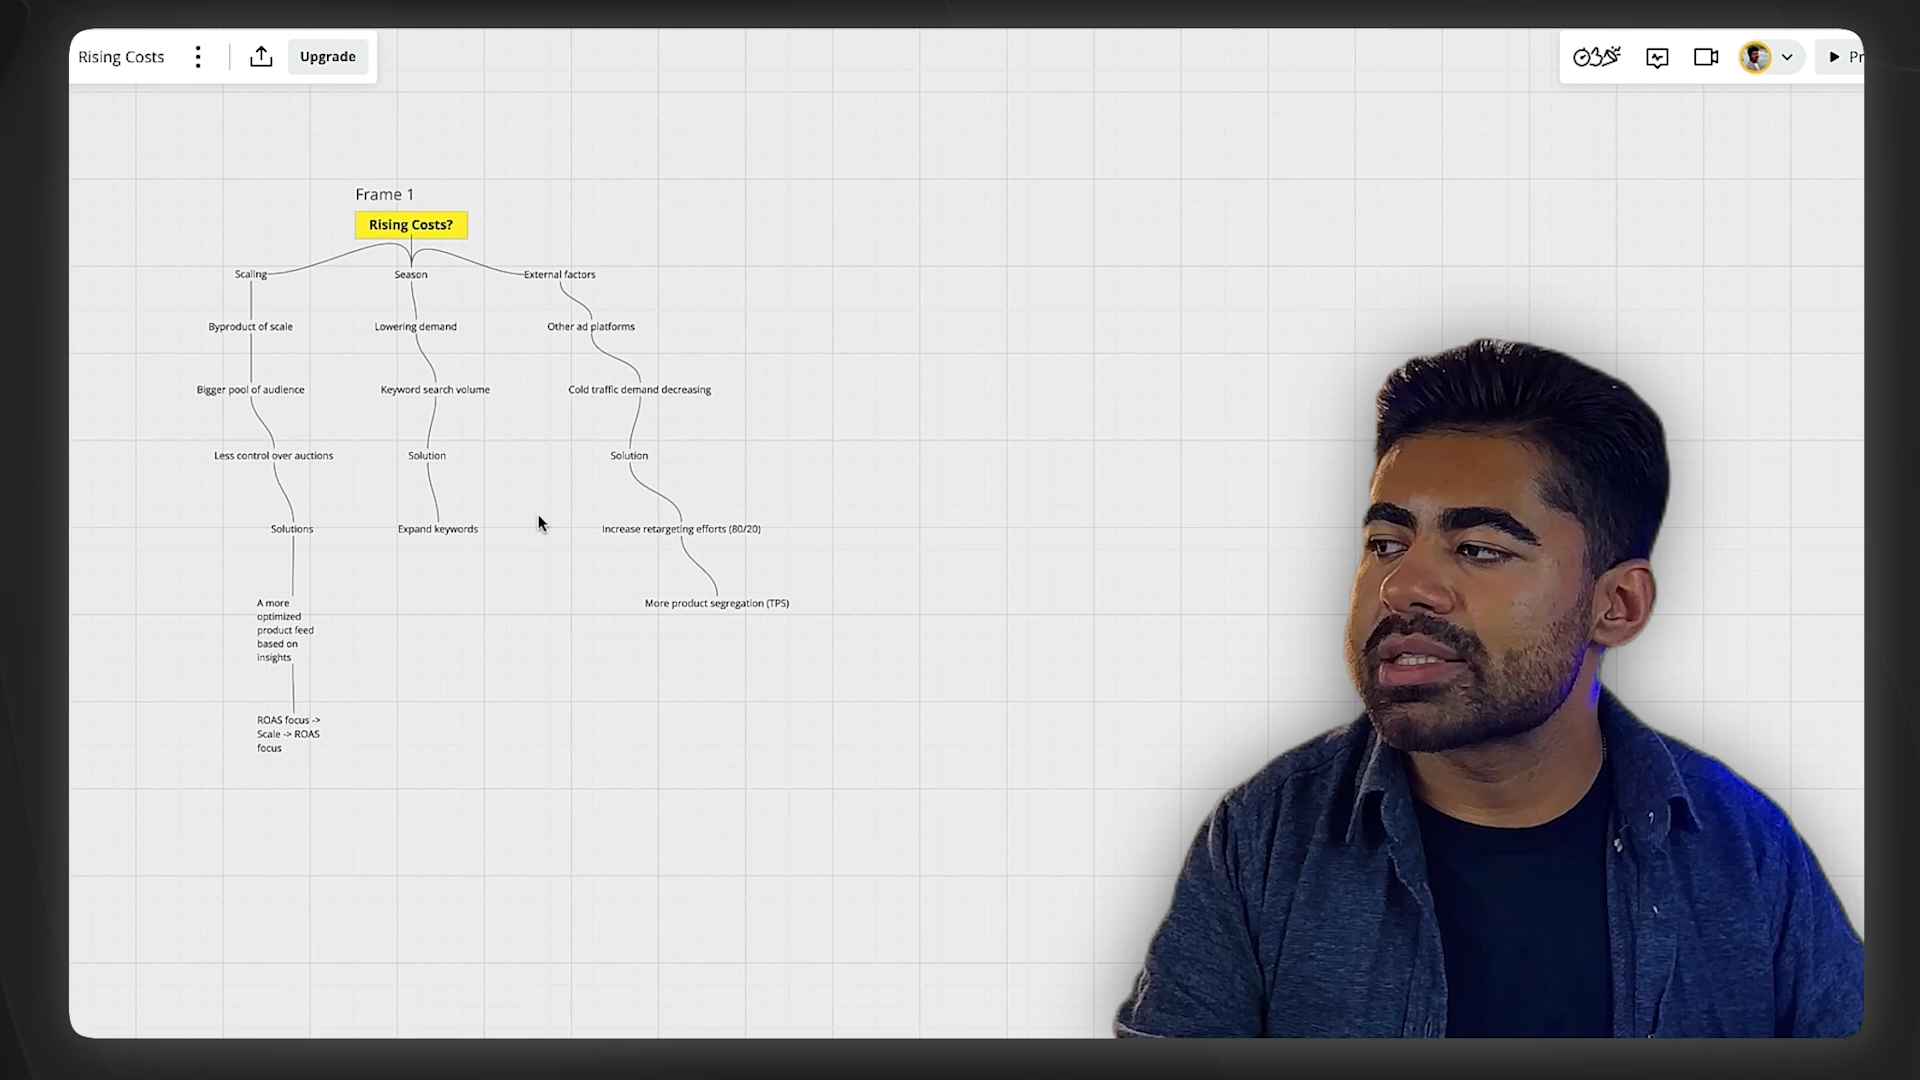 Rising Costs
Upgrade
Pr
Frame 1
Rising Costs?
Scaling
Season
External factors
Byproduct of scale
Lowering demand
Other ad platforms
Bigger pool of audience
Keyword search volume
Cold traffic demand decreasing
Less control over auctions
Solution
Solution
Solutions
Expand keywords
Increase retargeting efforts (80/20)
A more
optimized
product feed
based on
insights
More product segregation (TPS)
ROAS focus ->
Scale -> ROAS
focus